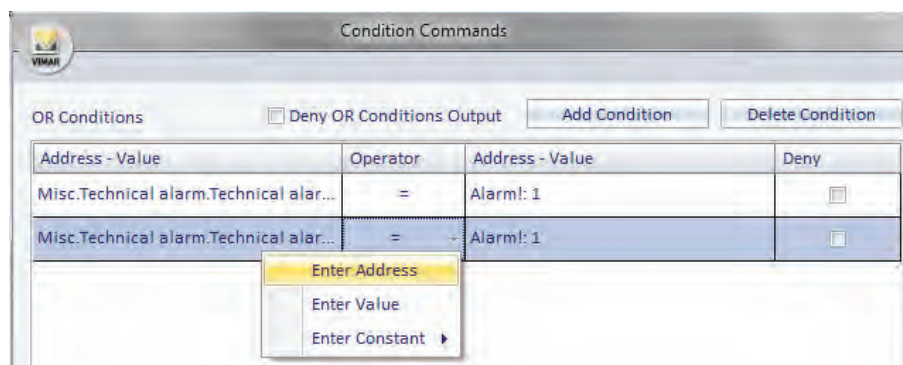 Condition Commands
VIMAR
OR Conditions Deny OR Conditions Output Add Condition Delete Condition
Address - Value Operator Address - Value Deny
Misc.Technical alarm.Technical alar... = Alarm!: 1
Misc.Technical alarm.Technical alar... = Alarm!: 1
Enter Address
Enter Value
Enter Constant